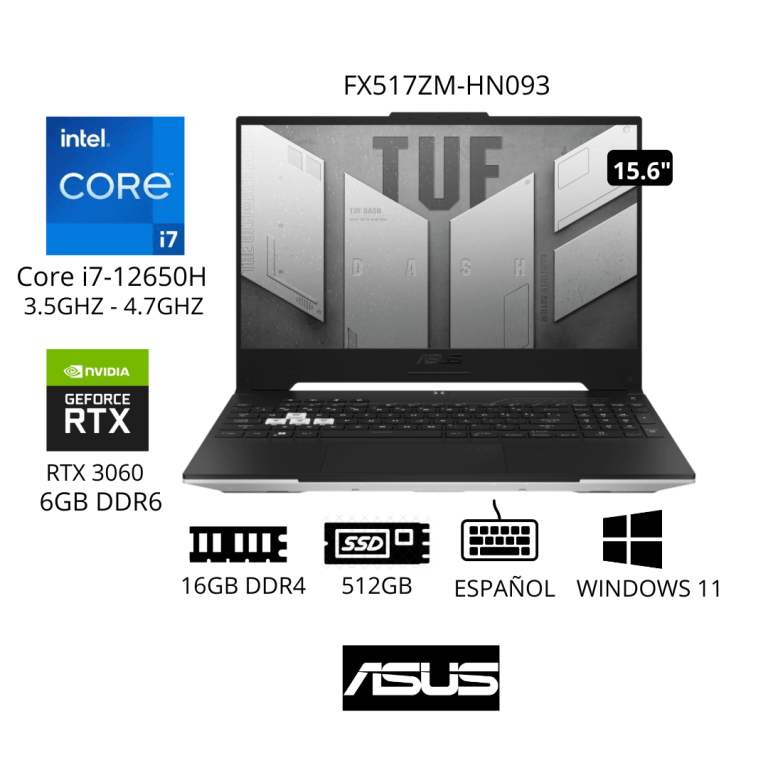 FX517ZM-HN093
intel.
CORE
i7
Core i7-12650H
3.5GHZ - 4.7GHZ
15.6"
TUF
TUF DASH
D A S H
ASUS
NVIDIA
GEFORCE
RTX
RTX 3060
6GB DDR6
SSD
16GB DDR4
512GB
ESPAÑOL
WINDOWS 11
ASUS